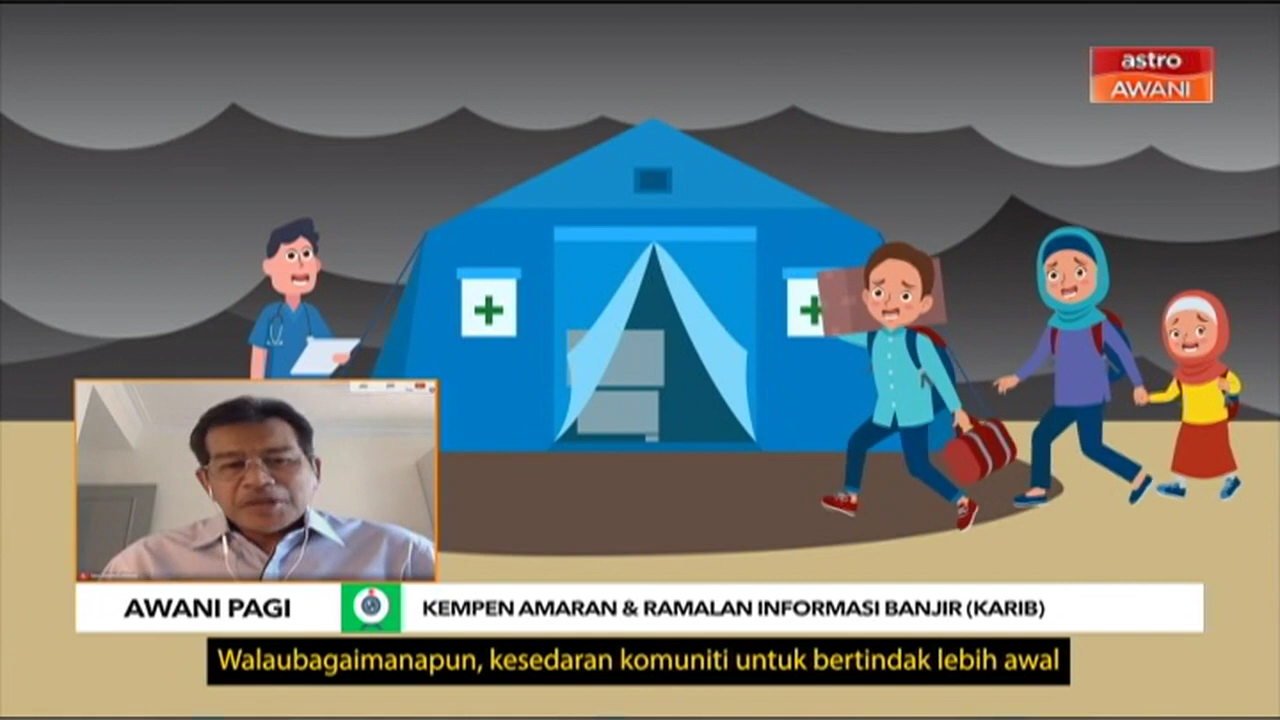 astro
AWANI
AWANI PAGI
KEMPEN AMARAN & RAMALAN INFORMASI BANJIR (KARIB)
Walaubagaimanapun, kesedaran komuniti untuk bertindak lebih awal